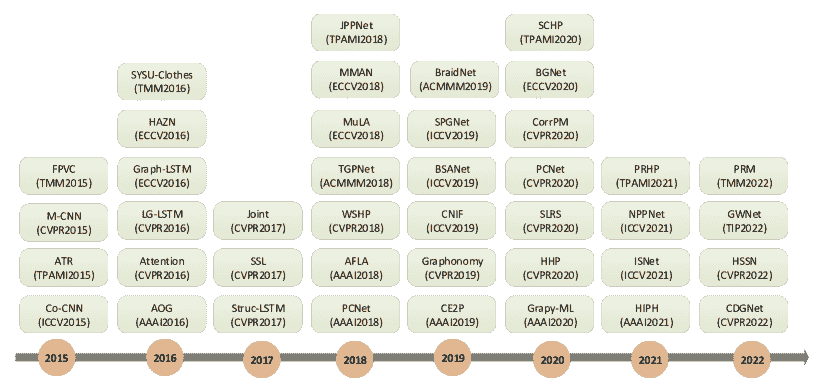 JPPNet
(TPAMI2018)
SCHP
(TPAMI2020)
SYSU-Clothes
(TMM2016)
MMAN
(ECCV2018)
BraidNet
(ACMMM2019)
BGNet
(ECCV2020)
HAZN
(ECCV2016)
MuLA
(ECCV2018)
SPGNet
(ICCV2019)
CorrPM
(CVPR2020)
FPVC
(TMM2015)
Graph-LSTM
(ECCV2016)
TGPNet
(ACMMM2018)
BSANet
(ICCV2019)
PCNet
(CVPR2020)
PRHP
(TPAMI2021)
PRM
(TMM2022)
M-CNN
(CVPR2015)
LG-LSTM
(CVPR2016)
Joint
(CVPR2017)
WSHP
(CVPR2018)
CNIF
(ICCV2019)
SLRS
(CVPR2020)
NPPNet
(ICCV2021)
GWNet
(TIP2022)
ATR
(TPAMI2015)
Attention
(CVPR2016)
SSL
(CVPR2017)
AFLA
(AAAI2018)
Graphonomy
(CVPR2019)
HHP
(CVPR2020)
ISNet
(ICCV2021)
HSSN
(CVPR2022)
Co-CNN
(ICCV2015)
AOG
(AAAI2016)
Struc-LSTM
(CVPR2017)
PCNet
(AAAI2018)
CE2P
(AAAI2019)
Grapy-ML
(AAAI2020)
HIPH
(AAAI2021)
CDGNet
(CVPR2022)
2015
2016
2017
2018
2019
2020
2021
2022